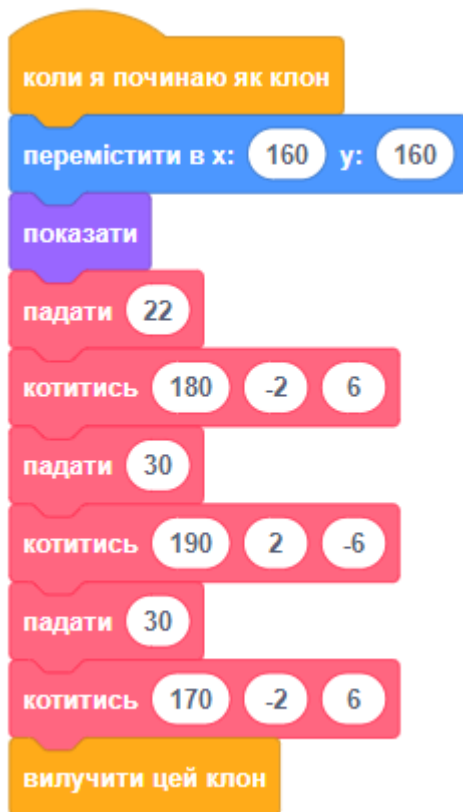 коли я починаю як клон
перемістити в x: 160 y: 160
показати
падати 22
котитись 180 -2 6
падати 30
котитись 190 2 -6
падати 30
котитись 170 -2 6
вилучити цей клон